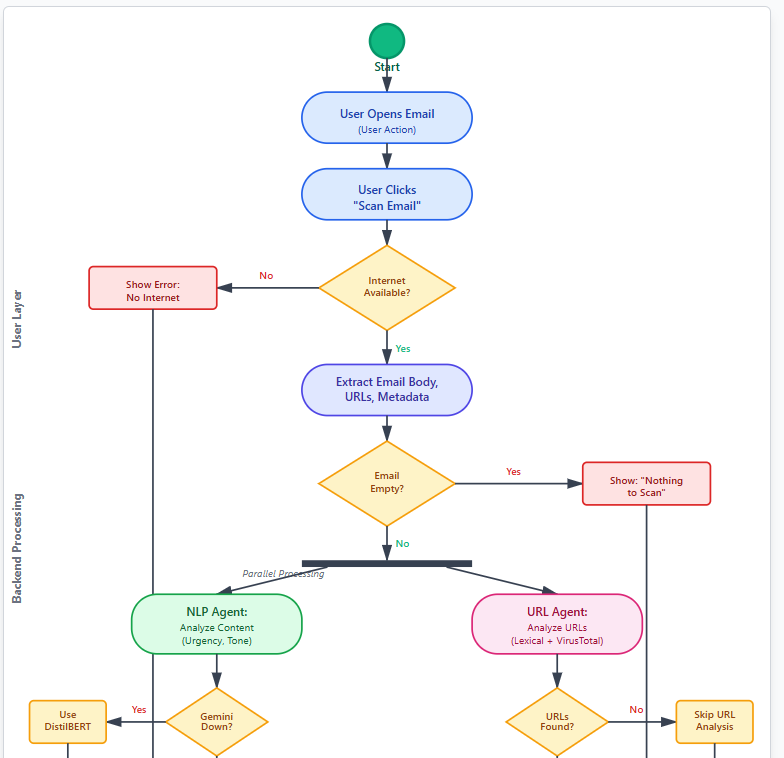 Start
User Opens Email
(User Action)
User Clicks
"Scan Email"
Internet
Available?
No
Show Error:
No Internet
User Layer
Yes
Extract Email Body,
URLs, Metadata
Email
Empty?
Yes
Show: "Nothing
to Scan"
Backend Processing
No
Parallel Processing
NLP Agent:
Analyze Content
(Urgency, Tone)
URL Agent:
Analyze URLs
(Lexical + VirusTotal)
Use
DistilBERT
Yes
Gemini
Down?
URLs
Found?
No
Skip URL
Analysis